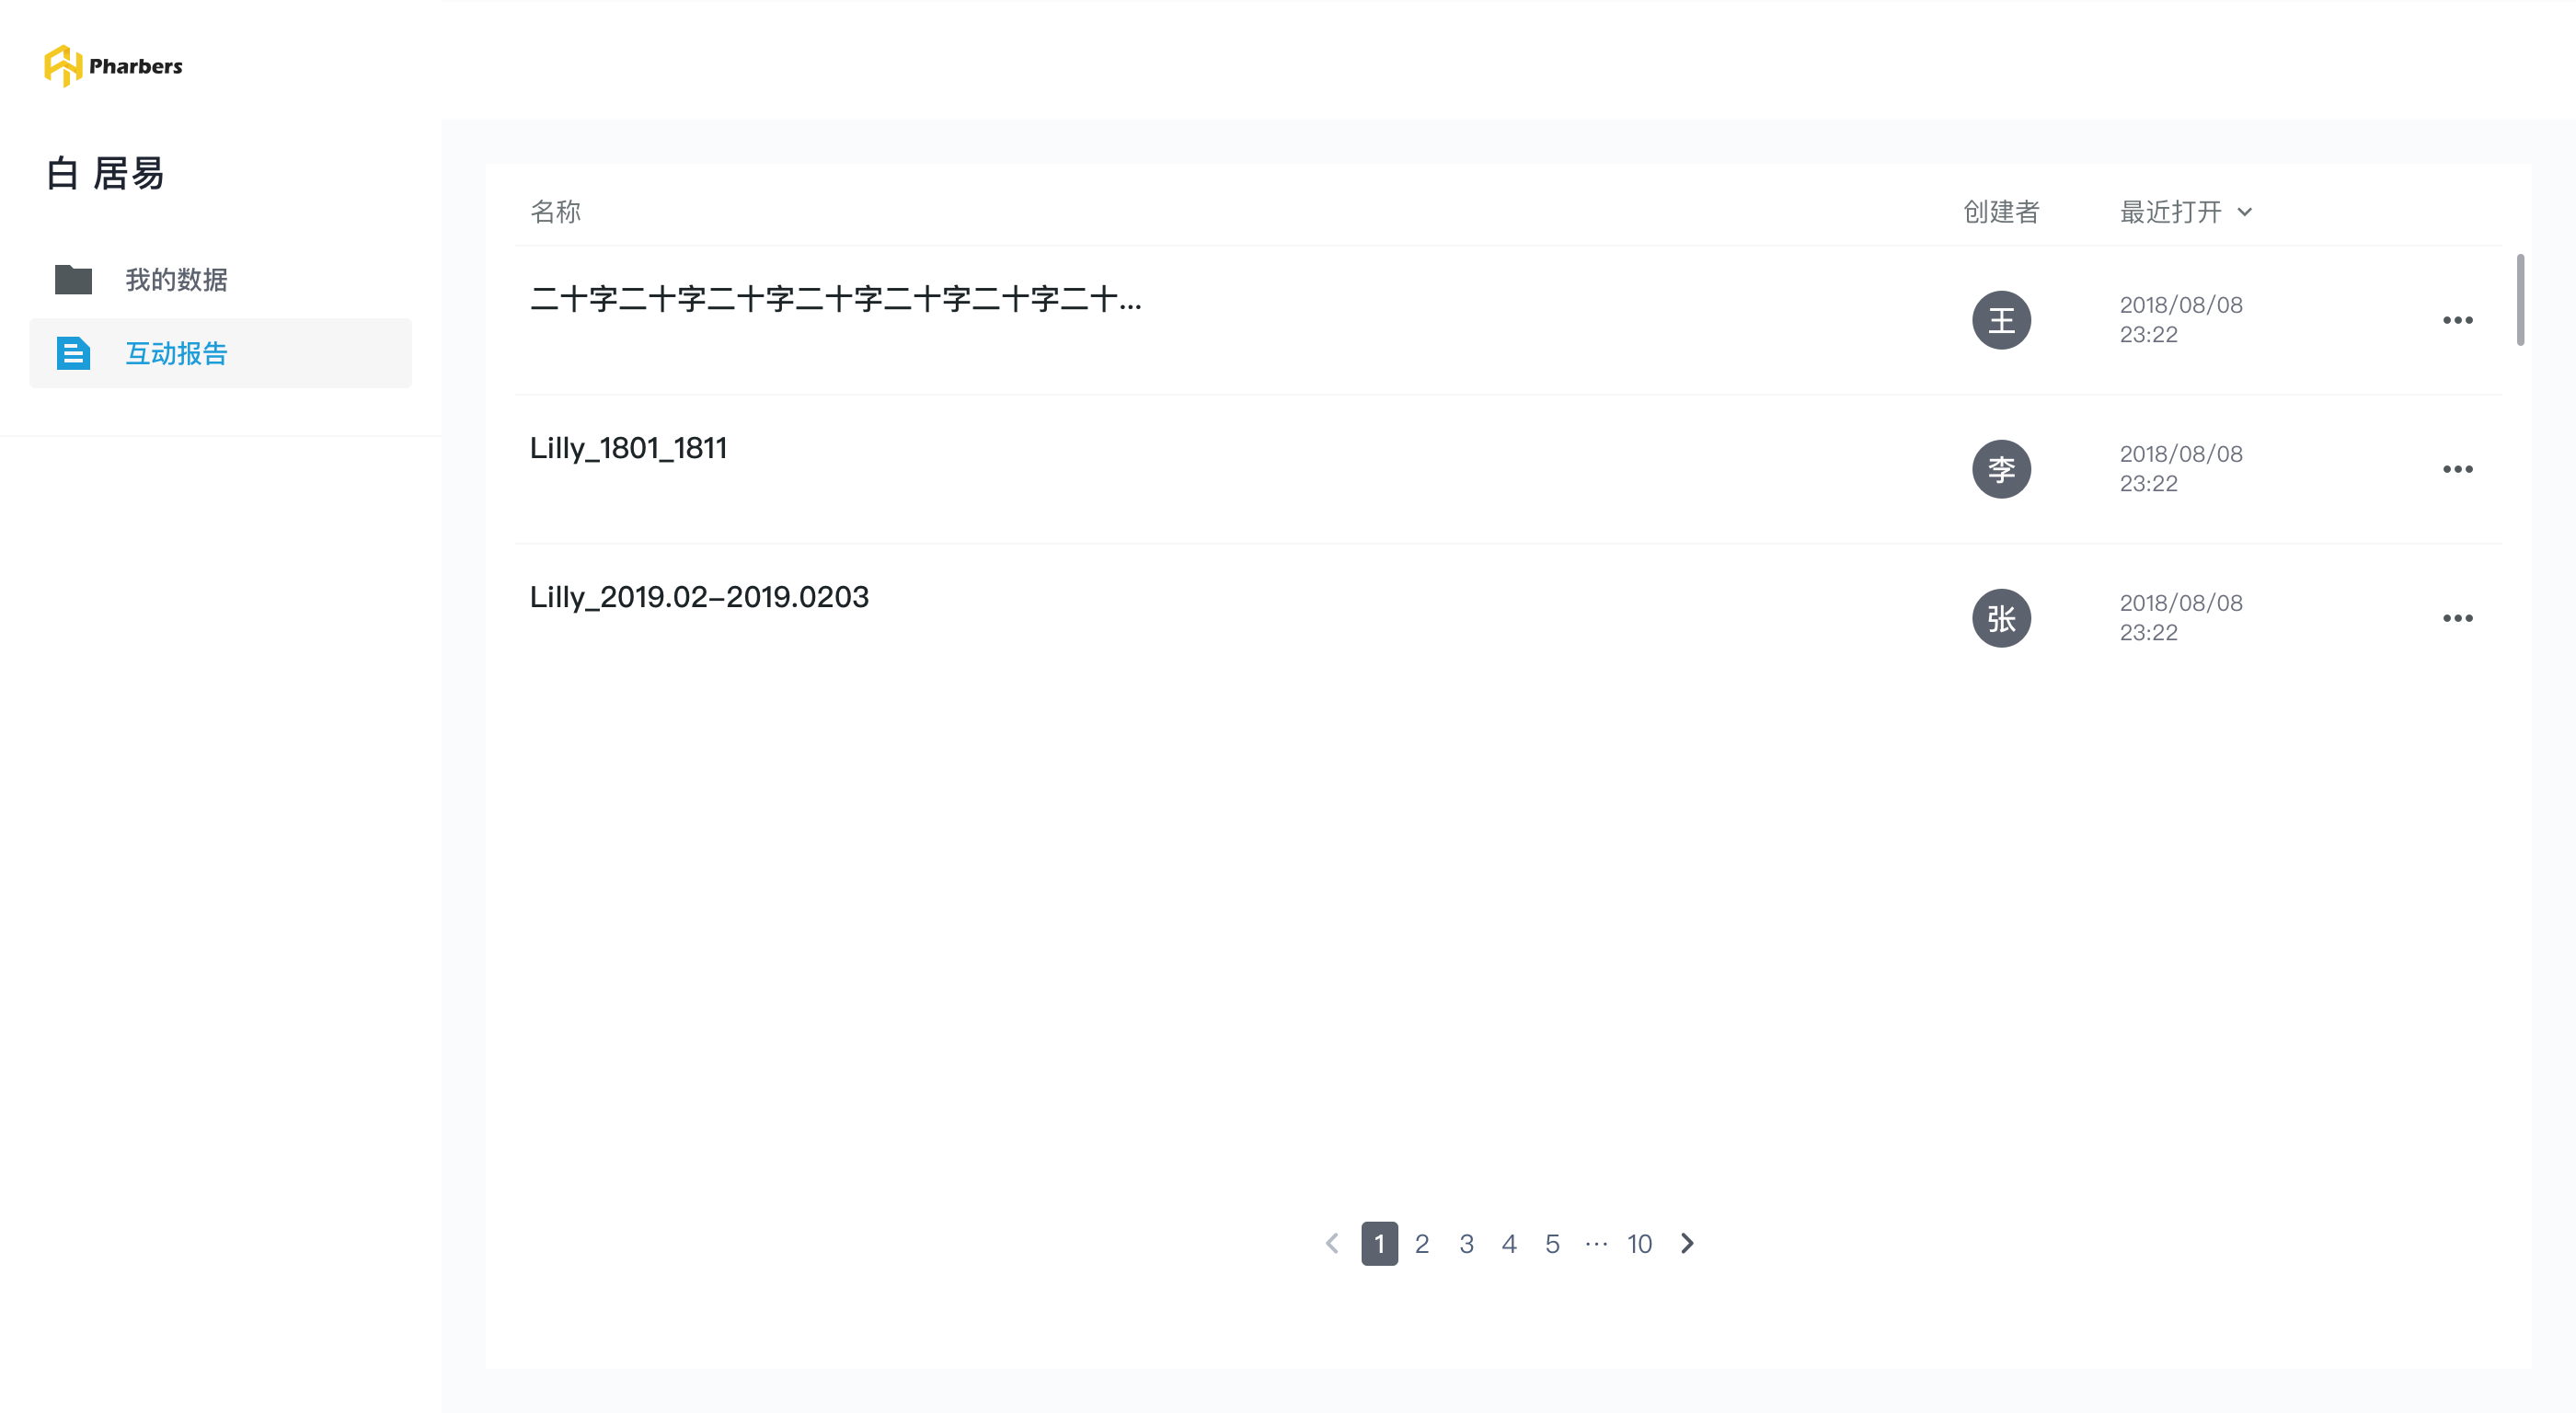 Pharbers
白 居易
我的数据
互动报告
名称 创建者 最近打开
二十字二十字二十字二十字二十字二十字二十...
王
2018/08/08
23:22
Lilly_1801_1811
李
2018/08/08
23:22
Lilly_2019.02–2019.0203
张
2018/08/08
23:22
1 2 3 4 5 ··· 10